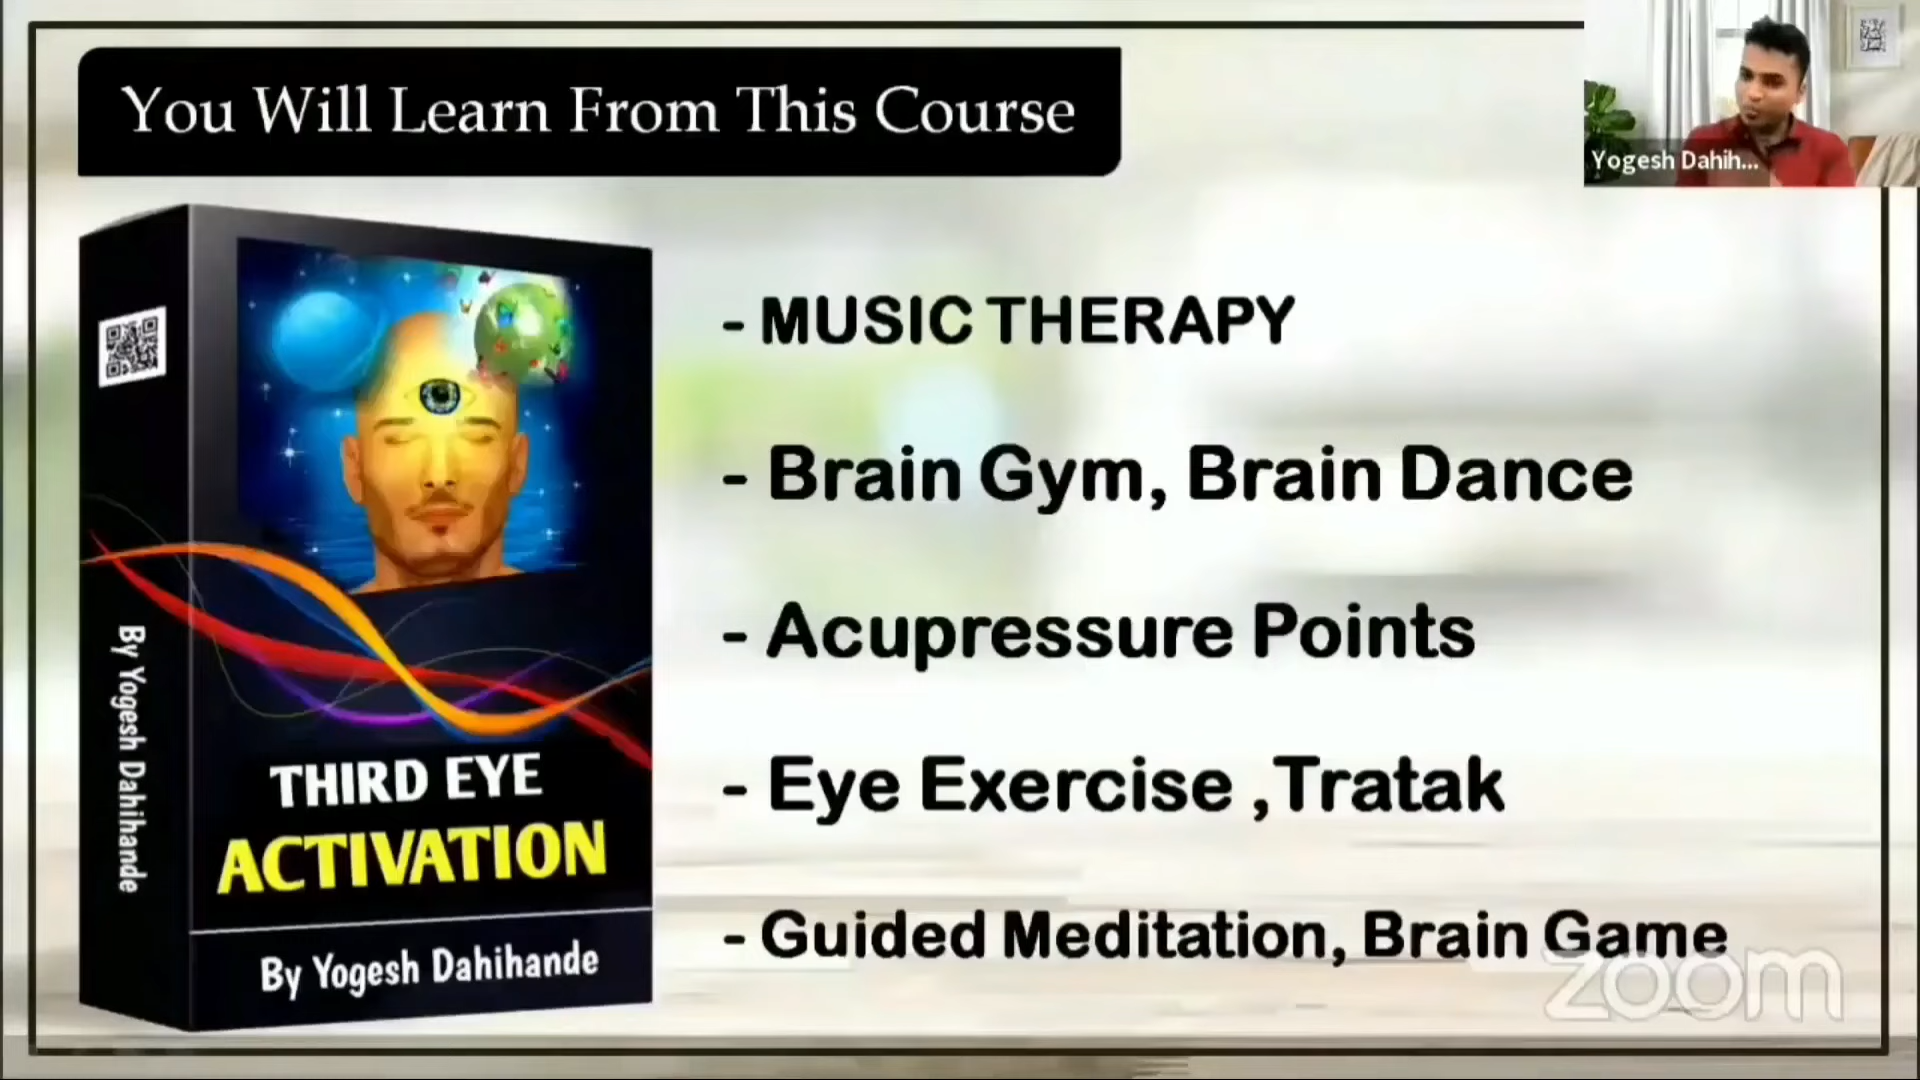 You Will Learn From This Course
Yogesh Dahih...
- MUSIC THERAPY
- Brain Gym, Brain Dance
- Acupressure Points
- Eye Exercise ,Tratak
- Guided Meditation, Brain Game
By Yogesh Dahihande
THIRD EYE
ACTIVATION
By Yogesh Dahihande
zoom